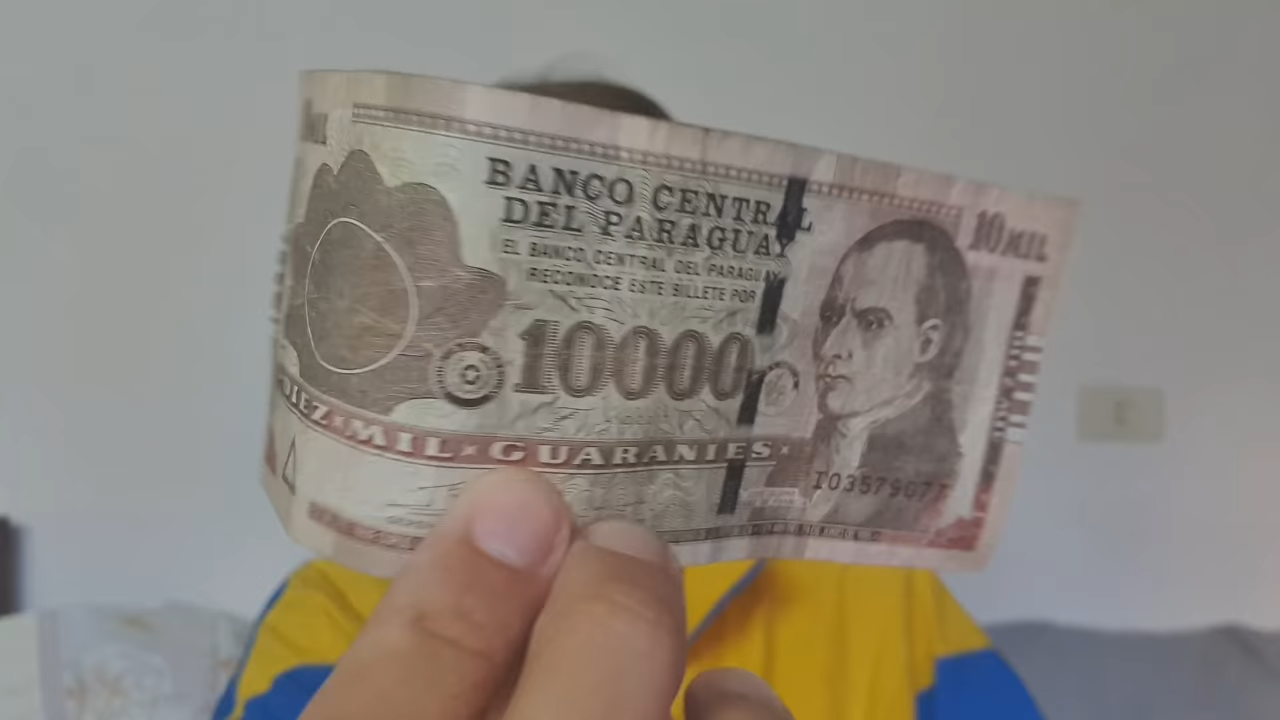 BANCO CENTRAL
DEL PARAGUAY
EL BANCO CENTRAL DEL PARAGUAY
RECONOCE ESTE BILLETE POR
10000
10 MIL
DIEZ MIL GUARANIES
I03579077